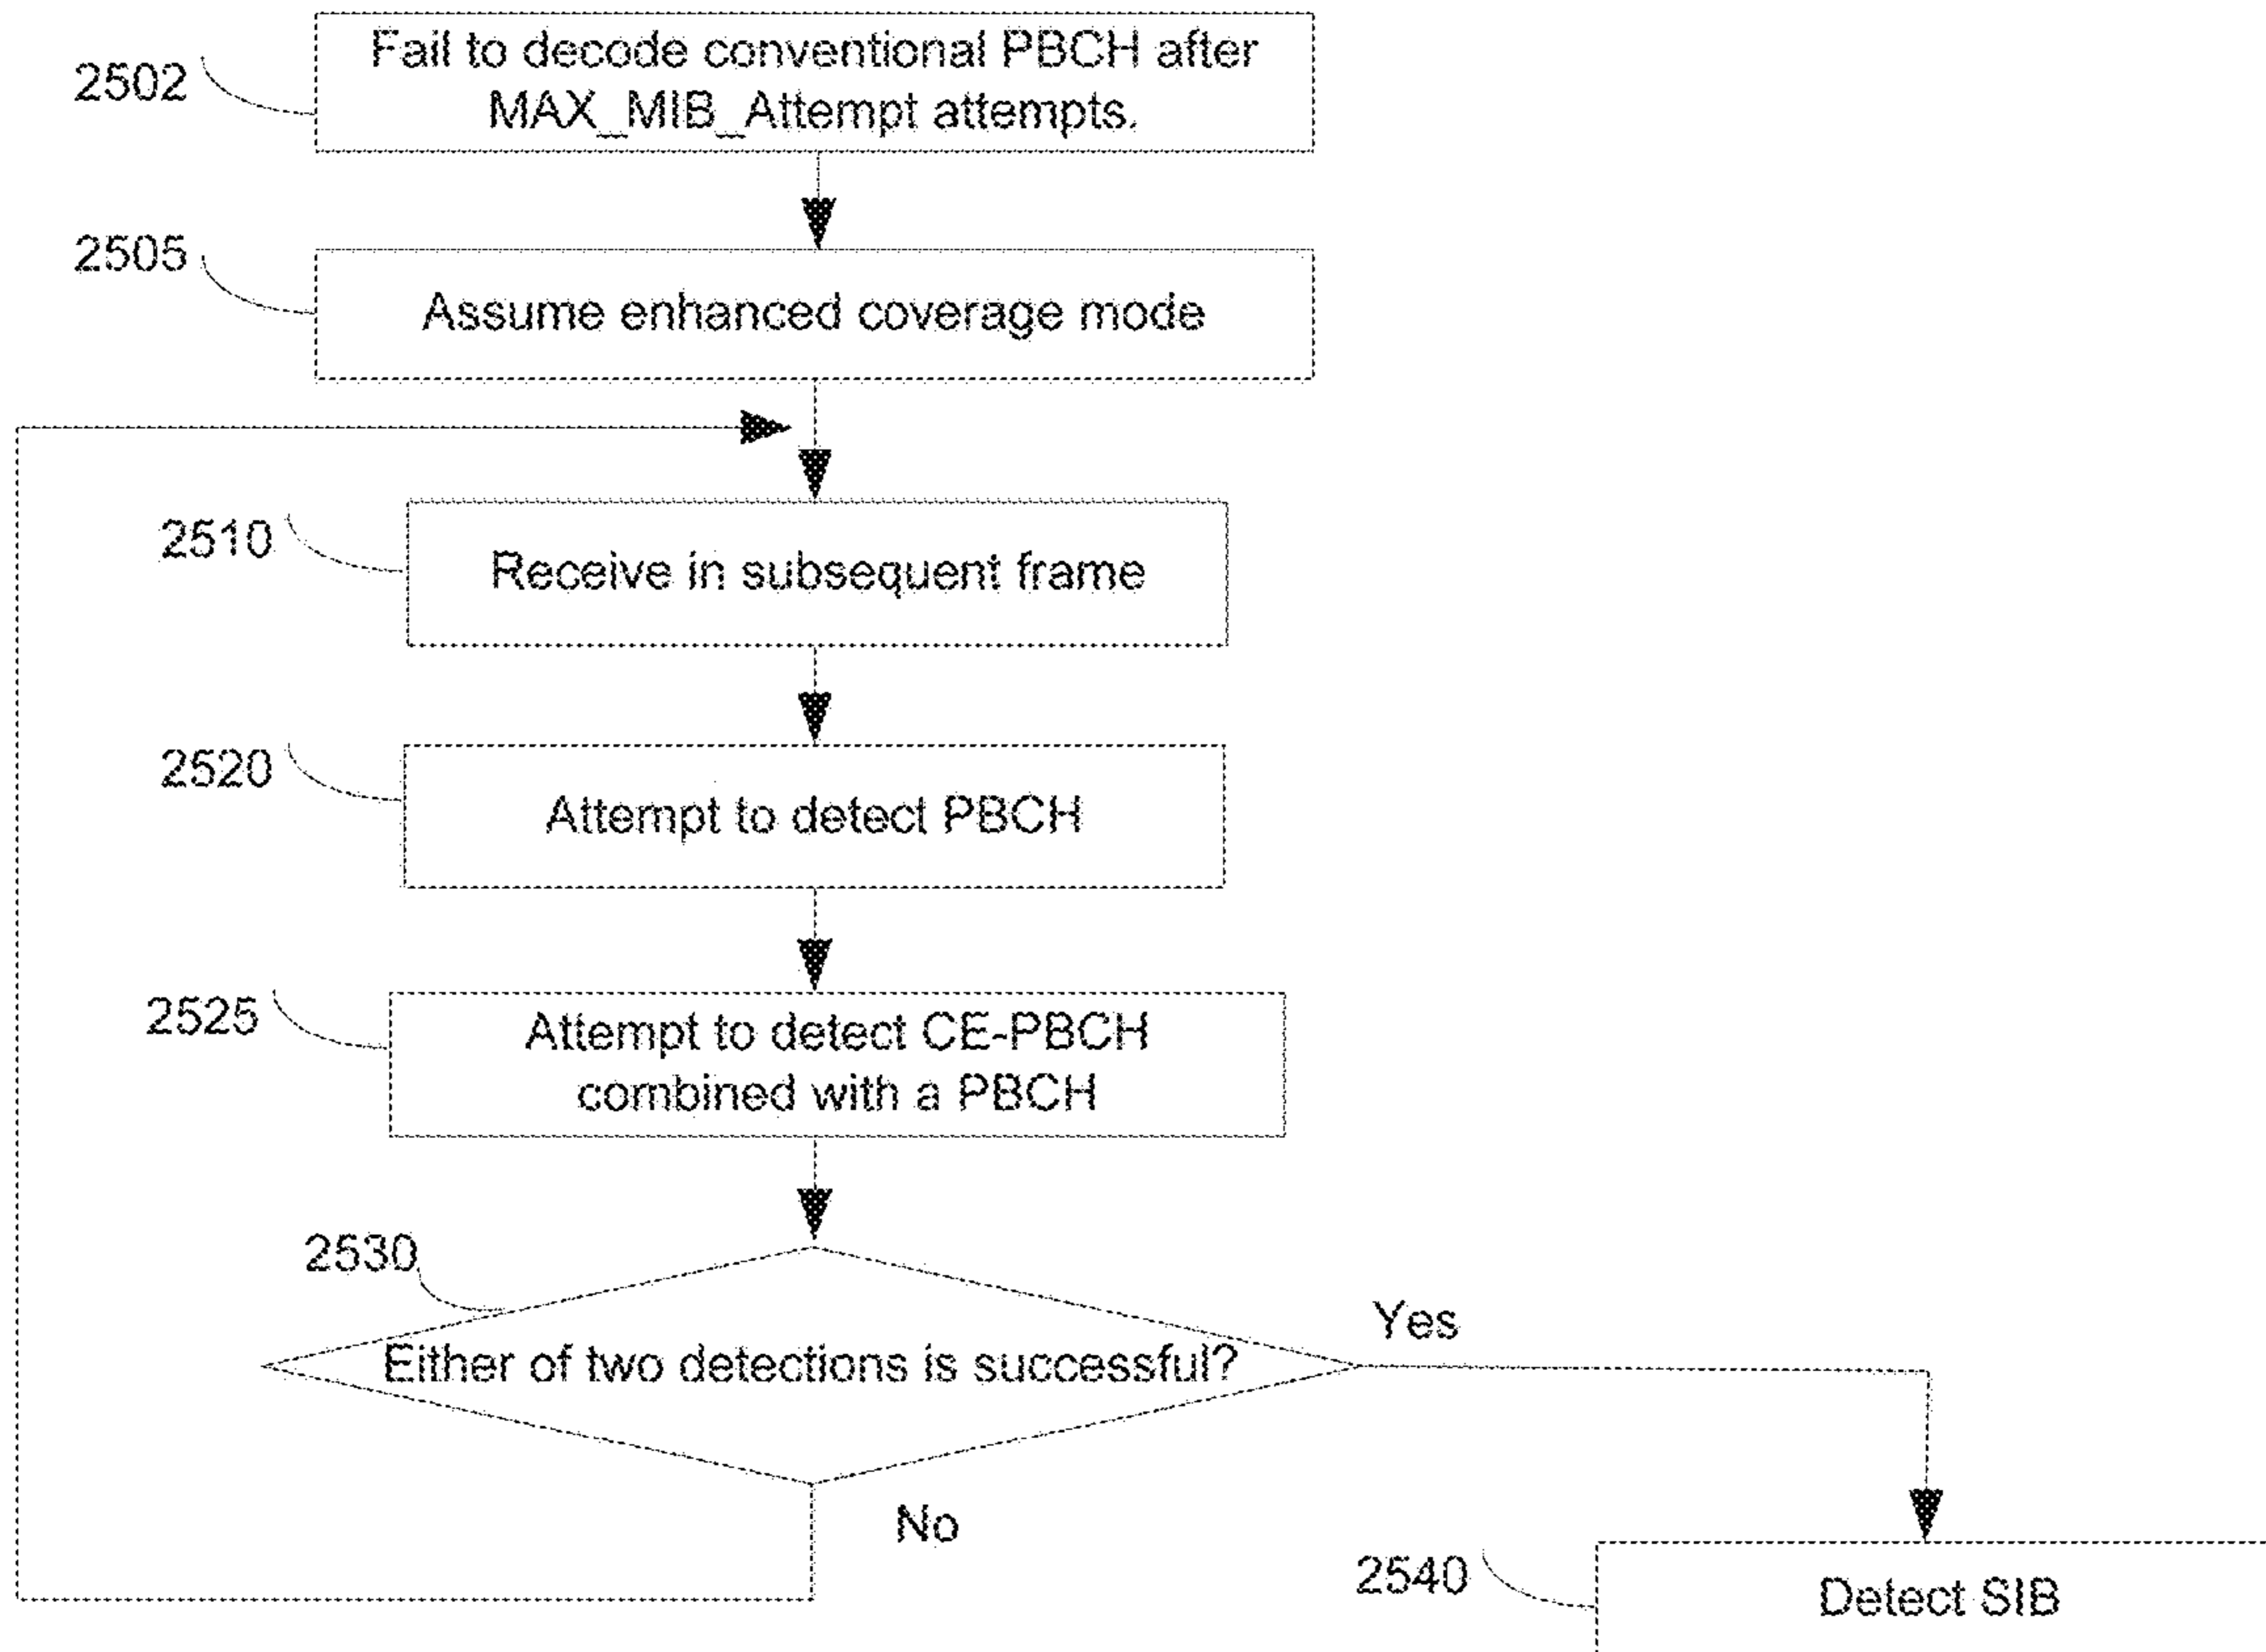 2502
Fail to decode conventional PBCH after
MAX_MIB_Attempt attempts.
2505
Assume enhanced coverage mode
2510
Receive in subsequent frame
2520
Attempt to detect PBCH
2525
Attempt to detect CE-PBCH
combined with a PBCH
2530
Either of two detections is successful?
Yes
No
2540
Detect SIB